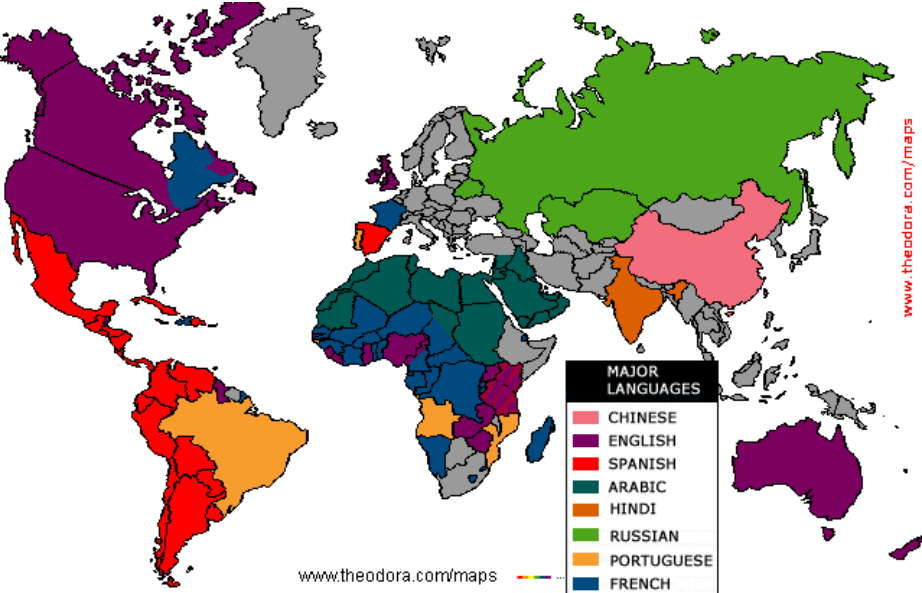 www.theodora.com/maps
MAJOR
LANGUAGES
CHINESE
ENGLISH
SPANISH
ARABIC
HINDI
RUSSIAN
PORTUGUESE
FRENCH
www.theodora.com/maps